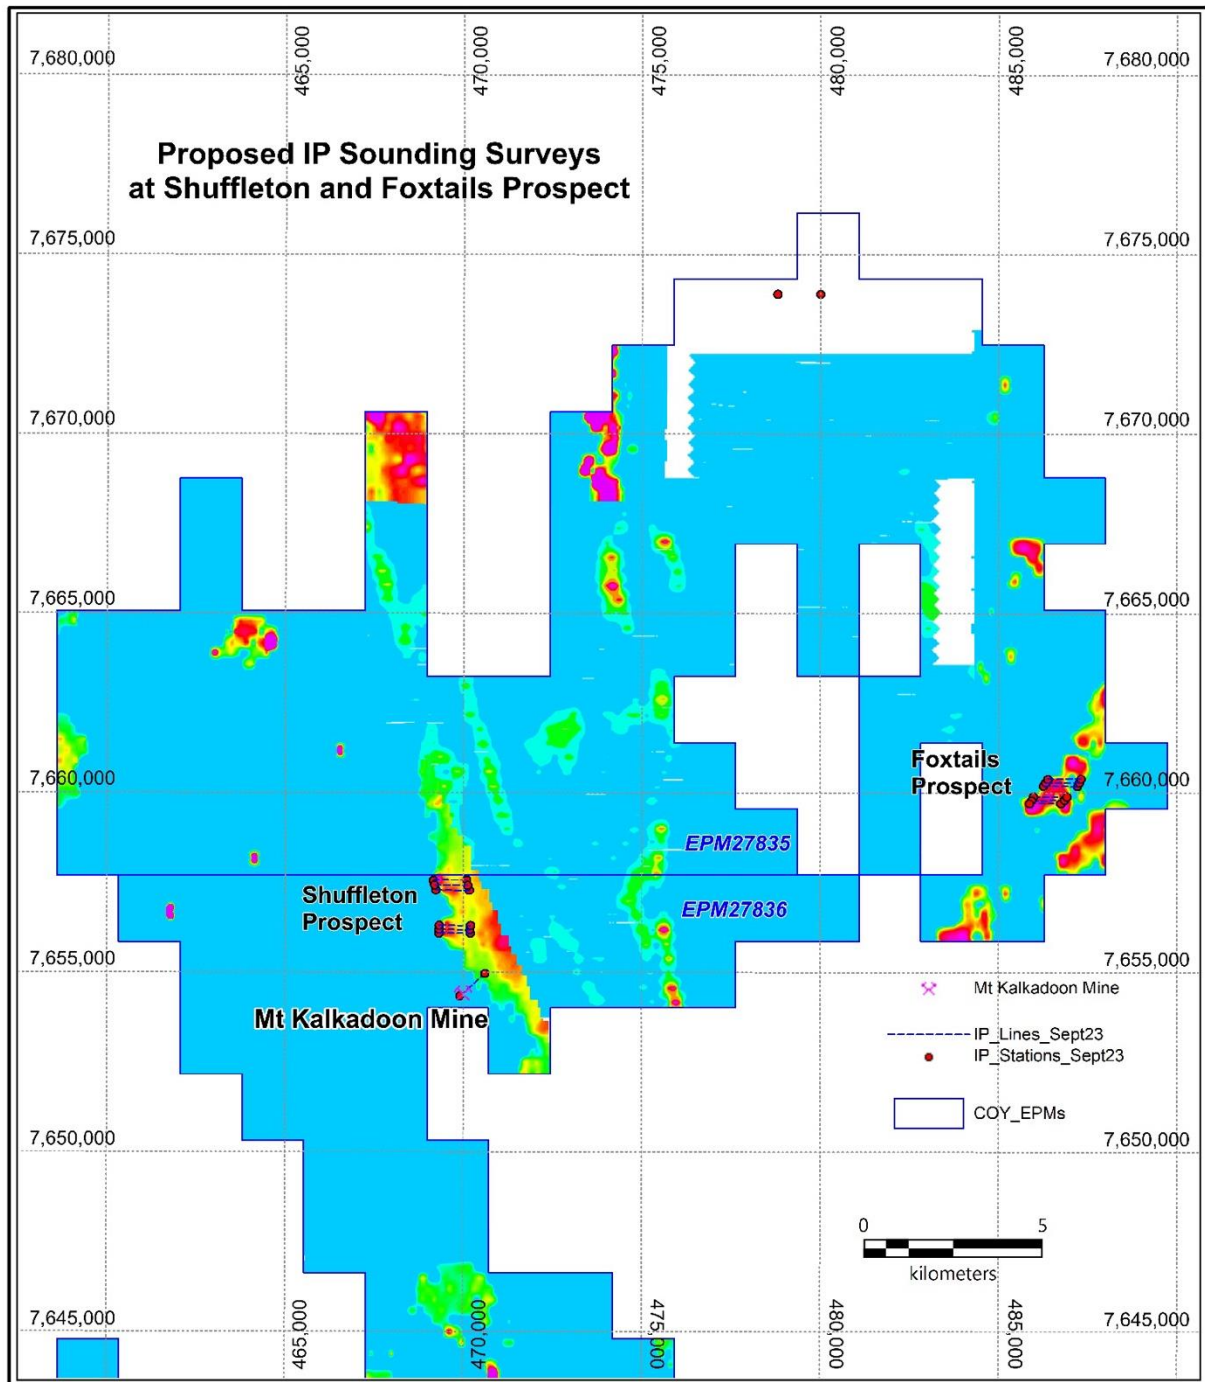 465,000
470,000
475,000
480,000
485,000
7,680,000
7,680,000
Proposed IP Sounding Surveys
at Shuffleton and Foxtails Prospect
7,675,000
7,675,000
7,670,000
7,670,000
7,665,000
7,665,000
7,660,000
Foxtails
Prospect
7,660,000
EPM27835
Shuffleton
Prospect
EPM27836
7,655,000
7,655,000
Mt Kalkadoon Mine
Mt Kalkadoon Mine
IP_Lines_Sept23
IP_Stations_Sept23
COY_EPMs
7,650,000
7,650,000
0 5
kilometers
7,645,000
7,645,000
465,000
470,000
475,000
480,000
485,000